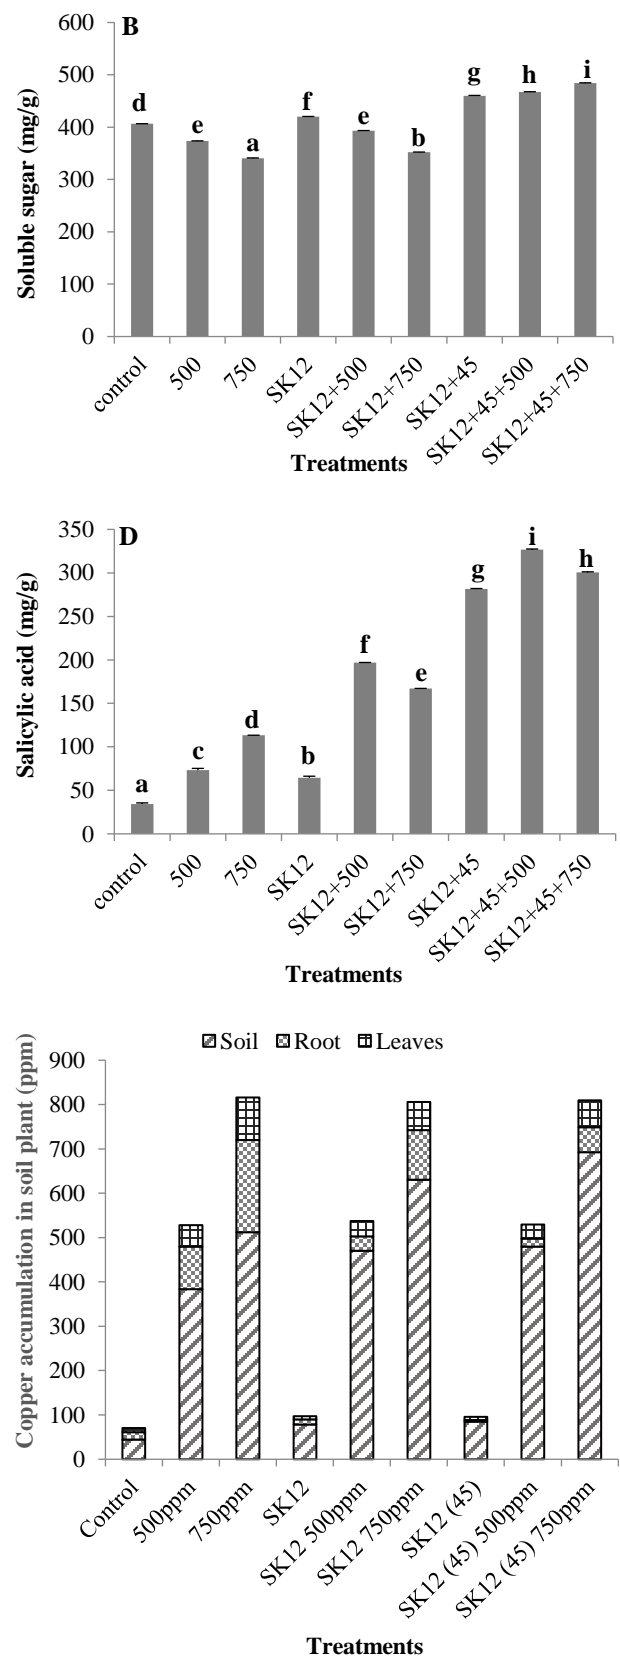 B
Soluble sugar (mg/g)
600
500
400
300
200
100
0
d
e
a
f
e
b
g
h
i
control
500
750
SK12
SK12+500
SK12+750
SK12+45
SK12+45+500
SK12+45+750
Treatments
D
Salicylic acid (mg/g)
350
300
250
200
150
100
50
0
a
c
d
b
f
e
g
i
h
control
500
750
SK12
SK12+500
SK12+750
SK12+45
SK12+45+500
SK12+45+750
Treatments
Soil Root Leaves
Copper accumulation in soil plant (ppm)
900
800
700
600
500
400
300
200
100
0
Control
500ppm
750ppm
SK12
SK12 500ppm
SK12 750ppm
SK12 (45)
SK12 (45) 500ppm
SK12 (45) 750ppm
Treatments